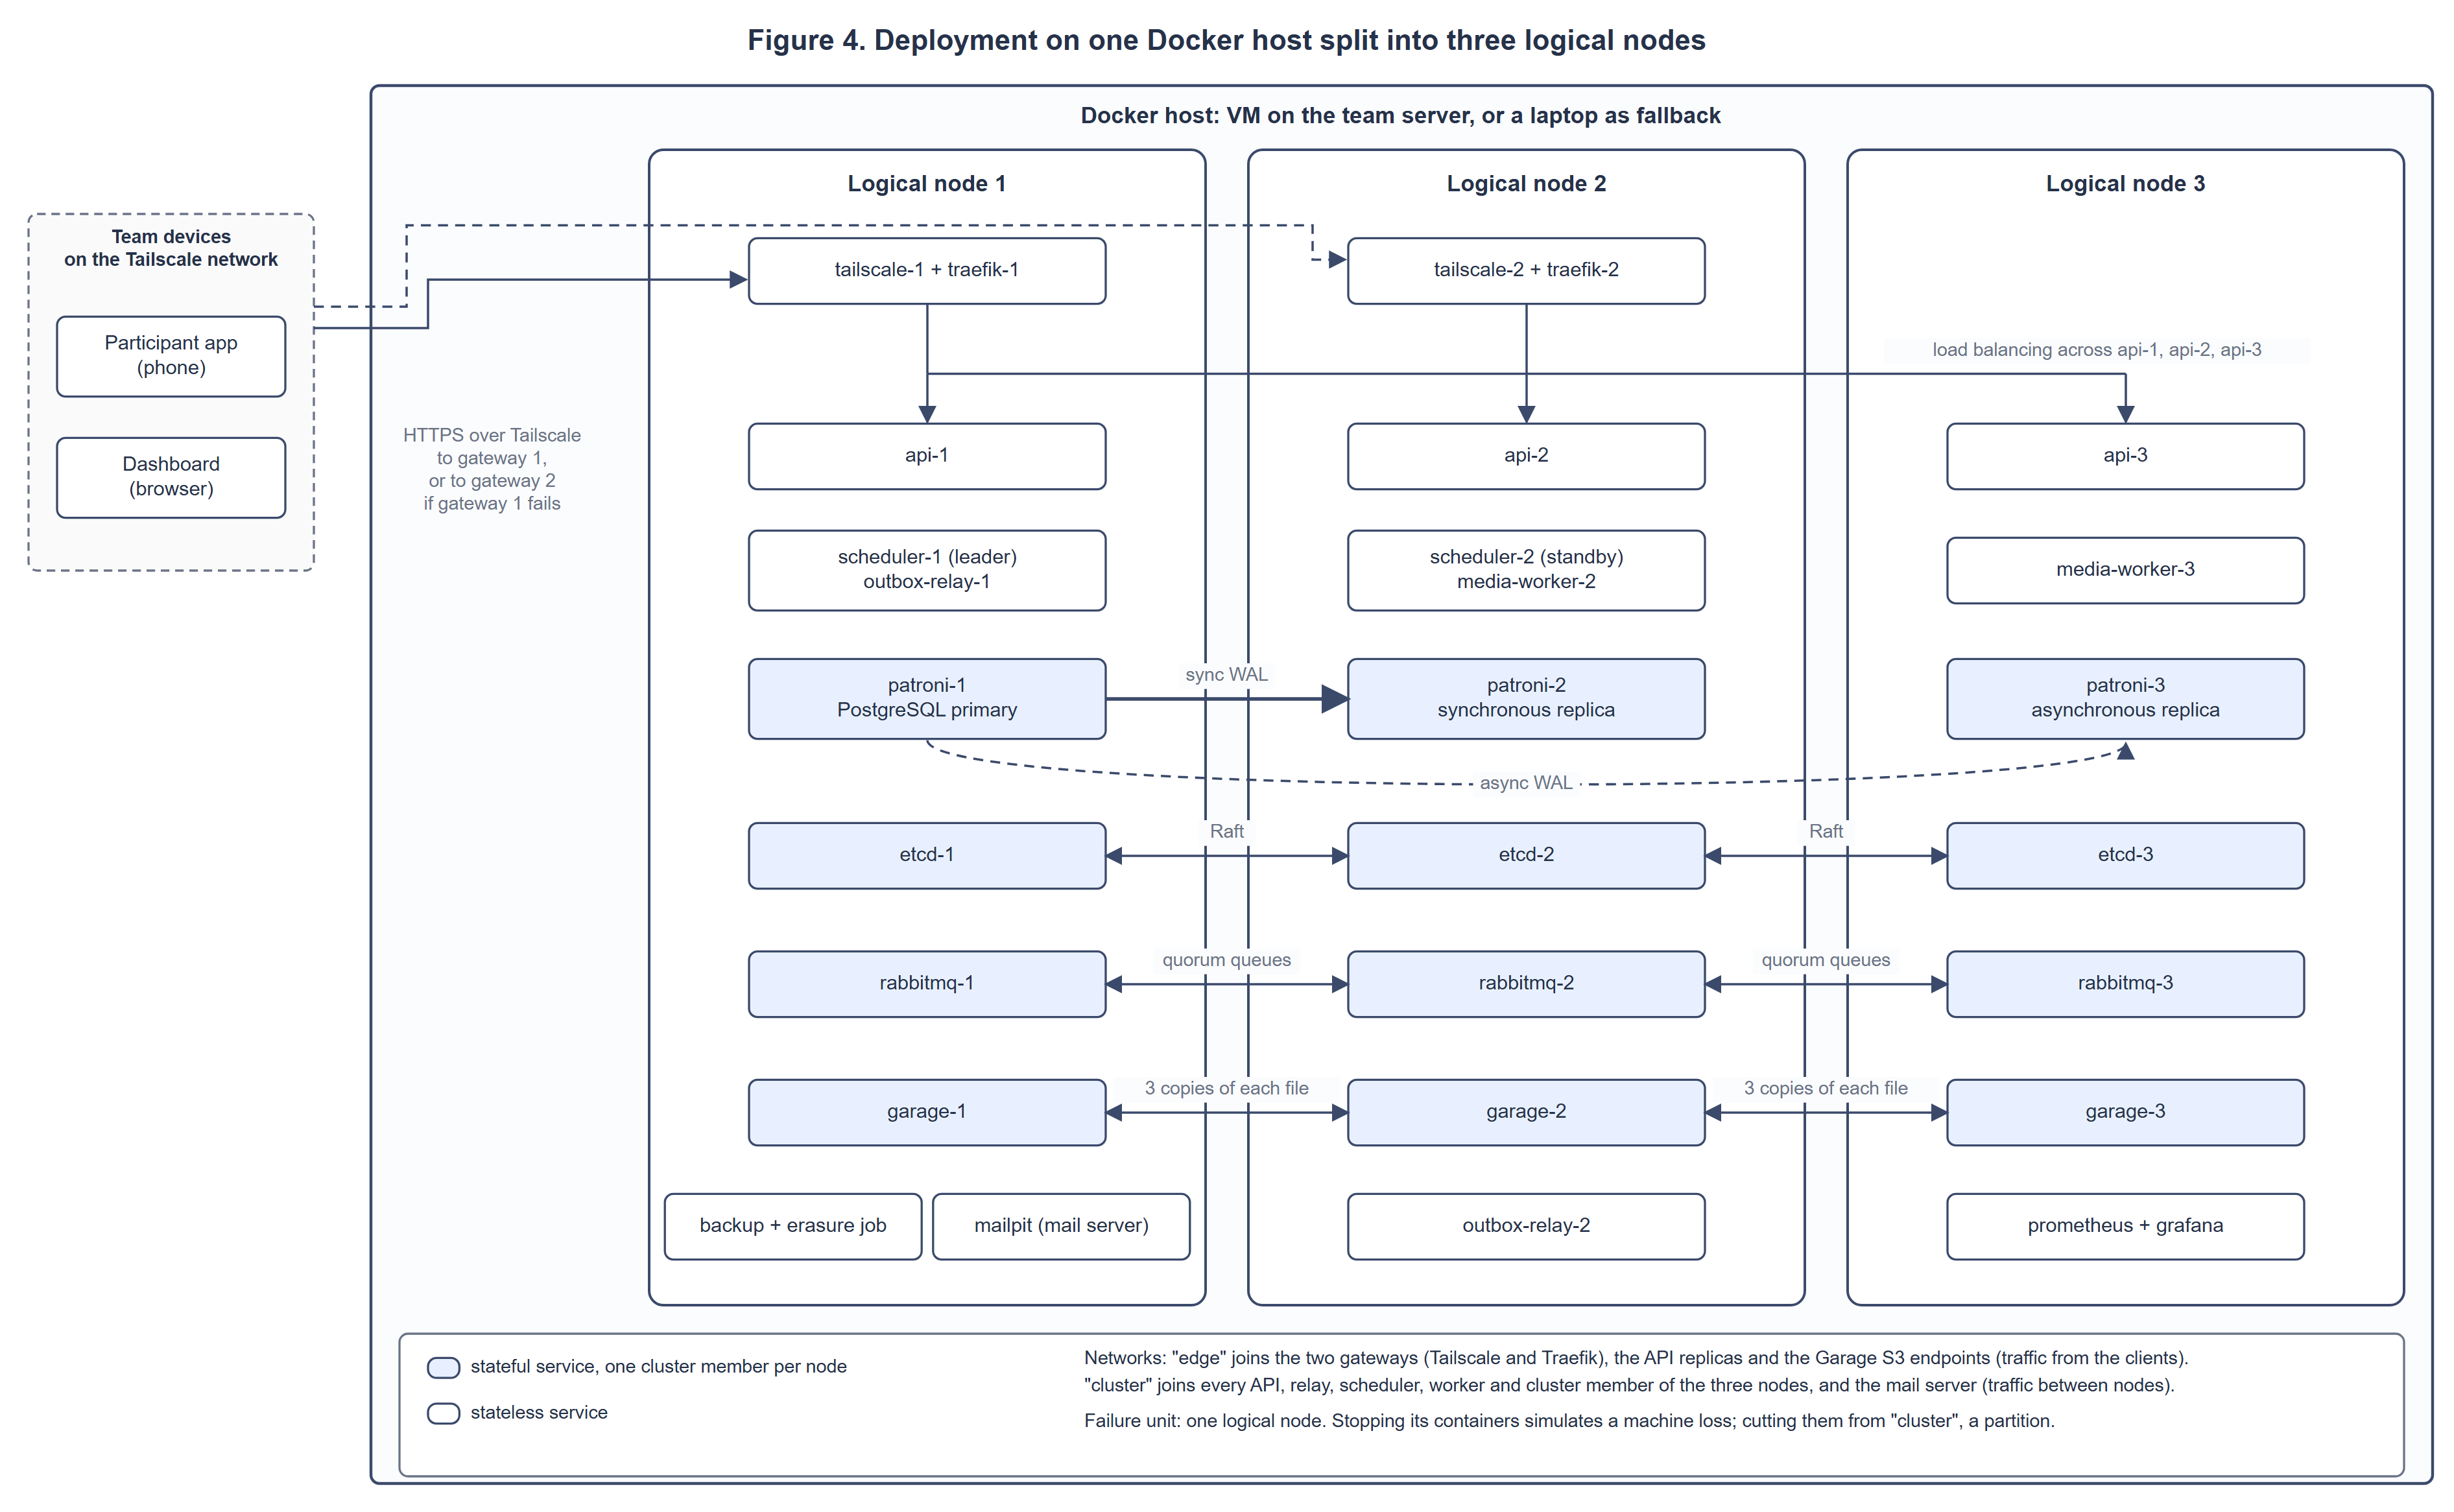 Figure 4. Deployment on one Docker host split into three logical nodes
Docker host: VM on the team server, or a laptop as fallback
Team devices
on the Tailscale network
Participant app
(phone)
Dashboard
(browser)
HTTPS over Tailscale
to gateway 1,
or to gateway 2
if gateway 1 fails
Logical node 1
Logical node 2
Logical node 3
tailscale-1 + traefik-1
tailscale-2 + traefik-2
load balancing across api-1, api-2, api-3
api-1
api-2
api-3
scheduler-1 (leader)
outbox-relay-1
scheduler-2 (standby)
media-worker-2
media-worker-3
patroni-1
PostgreSQL primary
sync WAL
patroni-2
synchronous replica
patroni-3
asynchronous replica
async WAL
etcd-1
Raft
etcd-2
Raft
etcd-3
rabbitmq-1
quorum queues
rabbitmq-2
quorum queues
rabbitmq-3
garage-1
3 copies of each file
garage-2
3 copies of each file
garage-3
backup + erasure job
mailpit (mail server)
outbox-relay-2
prometheus + grafana
stateful service, one cluster member per node
stateless service
Networks: "edge" joins the two gateways (Tailscale and Traefik), the API replicas and the Garage S3 endpoints (traffic from the clients).
"cluster" joins every API, relay, scheduler, worker and cluster member of the three nodes, and the mail server (traffic between nodes).
Failure unit: one logical node. Stopping its containers simulates a machine loss; cutting them from "cluster", a partition.